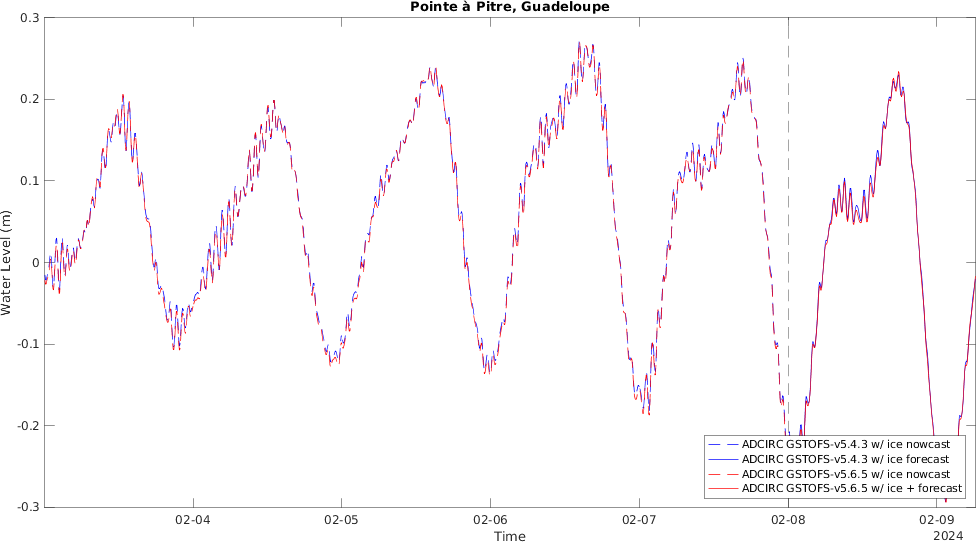 Pointe à Pitre, Guadeloupe
0.3
0.2
0.1
0
-0.1
-0.2
-0.3
Water Level (m)
ADCIRC GSTOFS-v5.4.3 w/ ice nowcast
ADCIRC GSTOFS-v5.4.3 w/ ice forecast
ADCIRC GSTOFS-v5.6.5 w/ ice nowcast
ADCIRC GSTOFS-v5.6.5 w/ ice + forecast
02-04
02-05
02-06
02-07
02-08
02-09
Time
2024